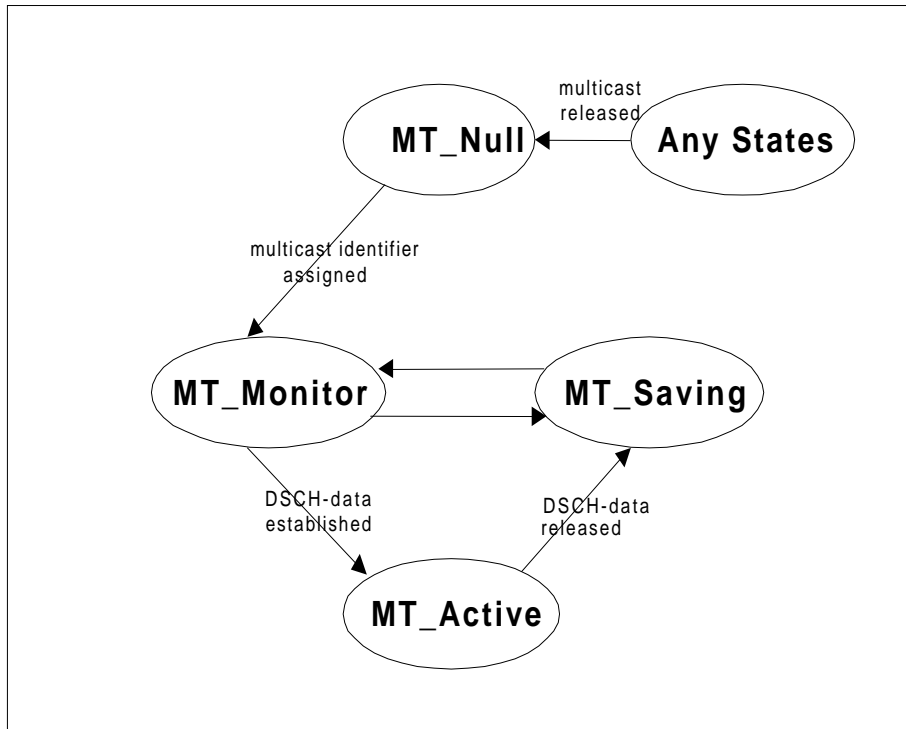 multicast
released
MT_Null
Any States
multicast identifier
assigned
MT_Monitor
MT_Saving
DSCH-data
established
DSCH-data
released
MT_Active